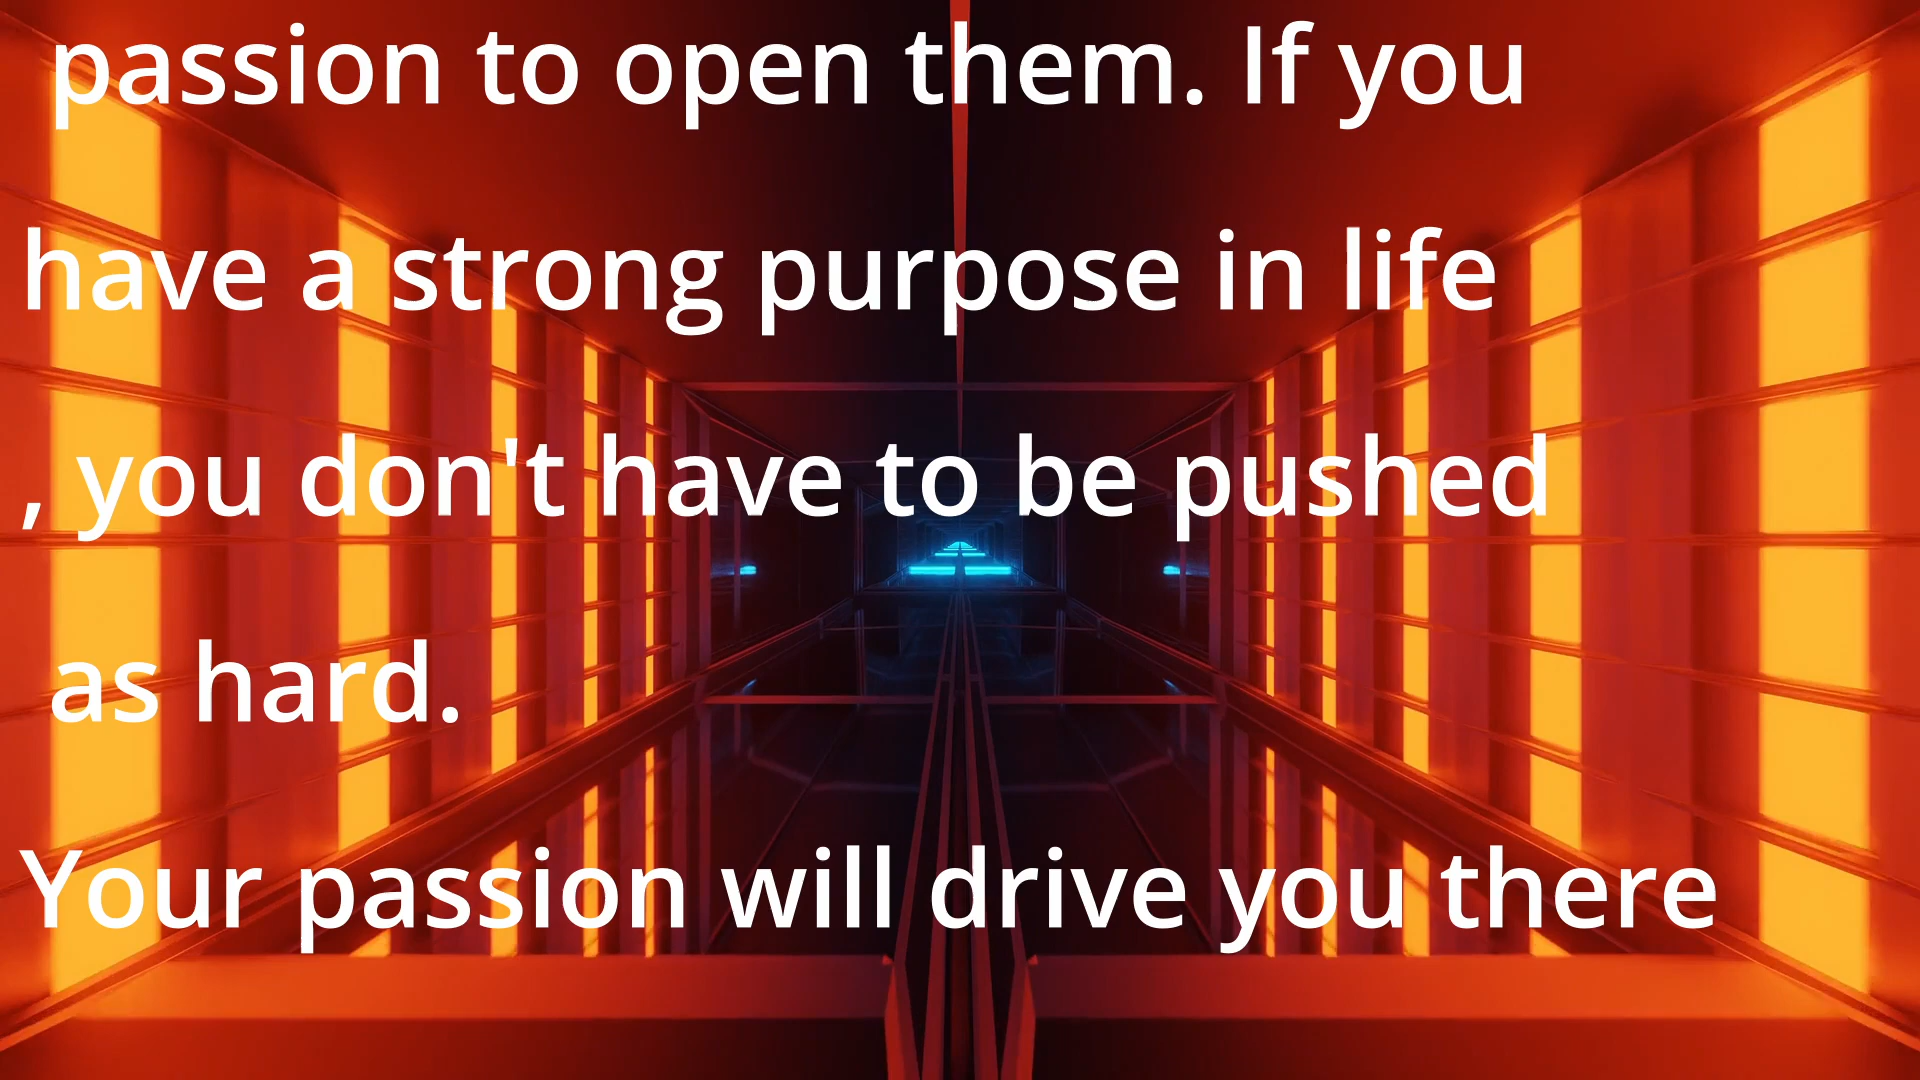 passion to open them. If you
have a strong purpose in life
, you don't have to be pushed
as hard.
Your passion will drive you there